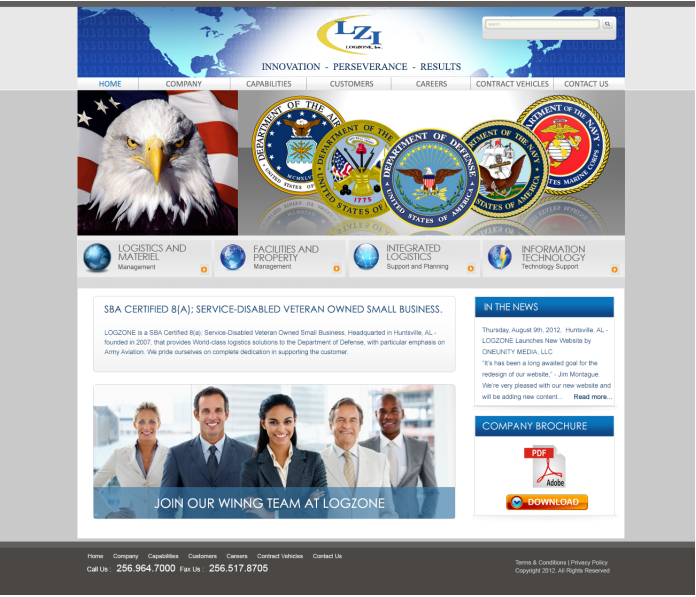 LZI
LOGZONE, Inc.
INNOVATION - PERSEVERANCE - RESULTS
search
HOME
COMPANY
CAPABILITIES
CUSTOMERS
CAREERS
CONTRACT VEHICLES
CONTACT US
DEPARTMENT OF THE AIR
MCMXLVII
UNITED STATES OF
DEPARTMENT OF THE
1775
STATES OF
DEPARTMENT OF DEFENSE
UNITED STATES OF AMERICA
DEPARTMENT OF THE NAVY
STATES OF AMERICA
DEPARTMENT OF THE NAVY
STATES MARINE CORPS
LOGISTICS AND
MATERIEL
Management
FACILITIES AND
PROPERTY
Management
INTEGRATED
LOGISTICS
Support and Planning
INFORMATION
TECHNOLOGY
Technology Support
SBA CERTIFIED 8(A); SERVICE-DISABLED VETERAN OWNED SMALL BUSINESS.
LOGZONE is a SBA Certified 8(a); Service-Disabled Veteran Owned Small Business, Headquarted in Huntsville, AL -
founded in 2007, that provides World-class logistics solutions to the Department of Defense, with particular emphasis on
Army Aviation. We pride ourselves on complete dedication in supporting the customer.
JOIN OUR WINNG TEAM AT LOGZONE
IN THE NEWS
Thursday, August 9th, 2012, Huntsville, AL -
LOGZONE Launches New Website by
ONEUNITY MEDIA, LLC
"It's has been a long awaited goal for the
redesign of our website," - Jim Montague.
We're very pleased with our new website and
will be adding new content... Read more...
COMPANY BROCHURE
PDF
Adobe
DOWNLOAD
Home Company Capabilities Customers Careers Contract Vehicles Contact Us
Call Us : 256.964.7000 Fax Us : 256.517.8705
Terms & Conditions | Privacy Policy
Copyright 2012. All Rights Reserved